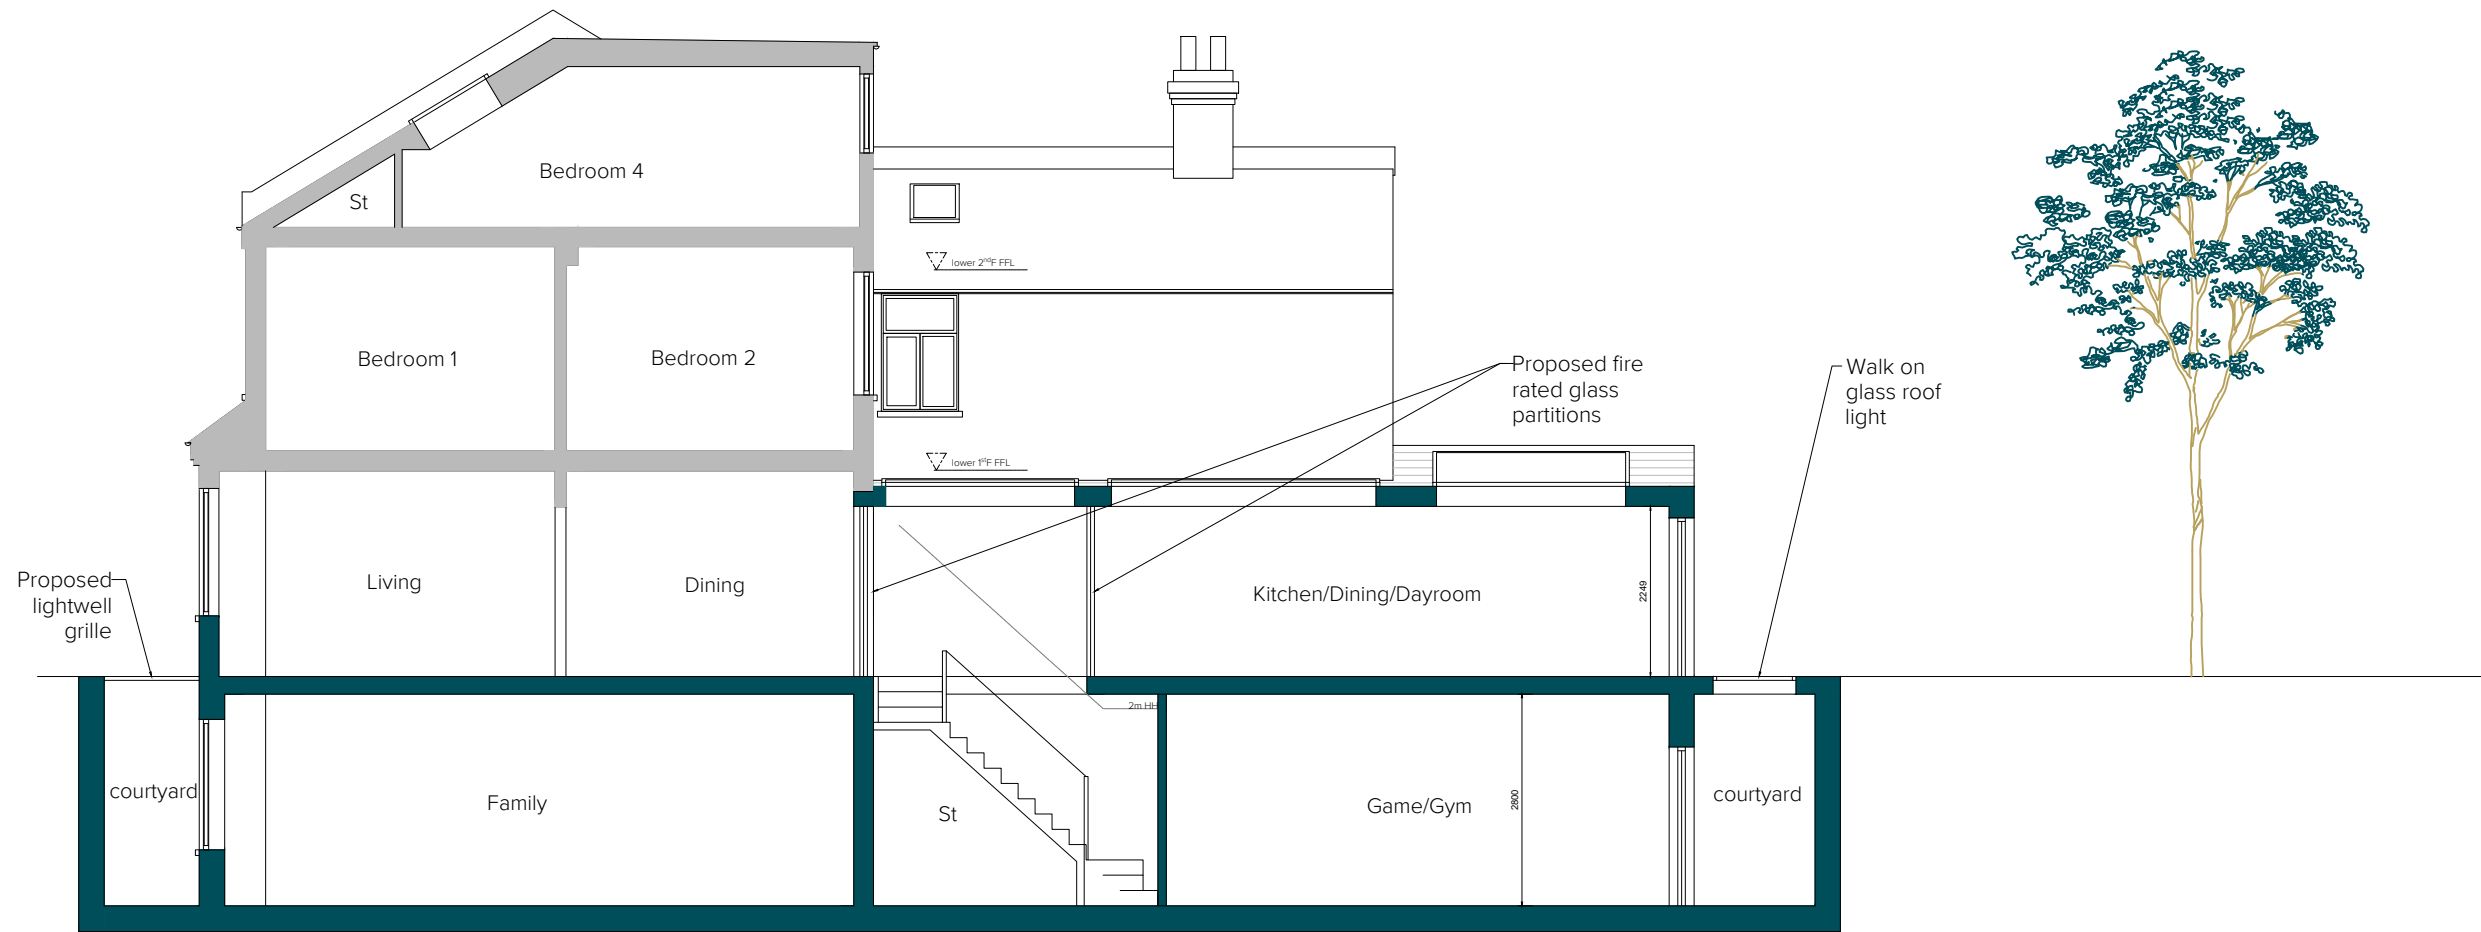 Bedroom 4
St
lower 2ndF FFL
Bedroom 1
Bedroom 2
Proposed fire
rated glass
partitions
Walk on
glass roof
light
lower 1stF FFL
Proposed
lightwell
grille
Living
Dining
Kitchen/Dining/Dayroom
2249
2m HH
courtyard
Family
St
Game/Gym
2800
courtyard